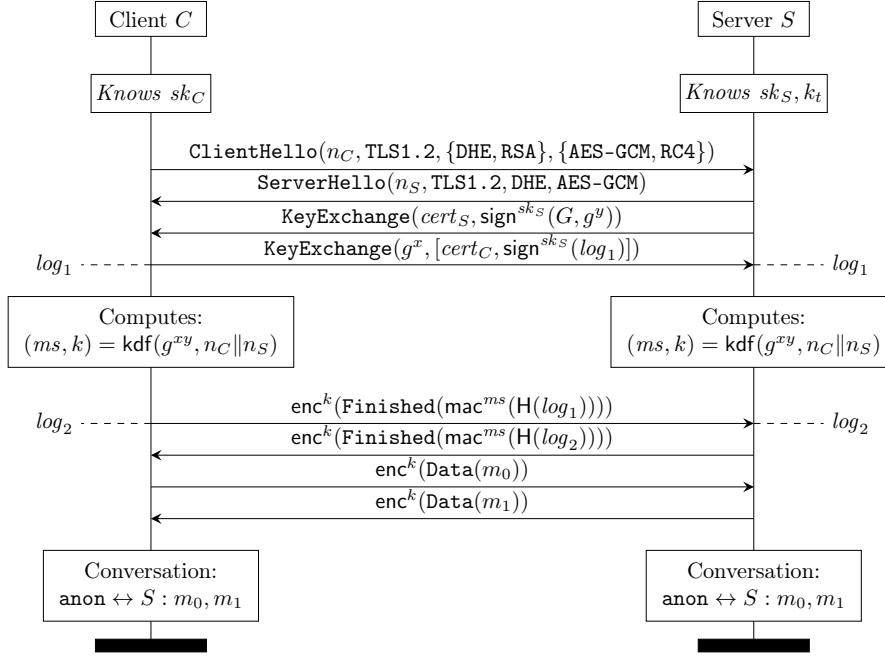 Client C
Server S
Knows sk_C
Knows sk_S, k_t
ClientHello(n_C, TLS1.2, {DHE, RSA}, {AES-GCM, RC4})
ServerHello(n_S, TLS1.2, DHE, AES-GCM)
KeyExchange(cert_S, sign^{sk_S}(G, g^y))
KeyExchange(g^x, [cert_C, sign^{sk_S}(log_1)])
log_1
log_1
Computes:
(ms, k) = kdf(g^{xy}, n_C‖n_S)
Computes:
(ms, k) = kdf(g^{xy}, n_C‖n_S)
enc^k(Finished(mac^{ms}(H(log_1))))
log_2
log_2
enc^k(Finished(mac^{ms}(H(log_2))))
enc^k(Data(m_0))
enc^k(Data(m_1))
Conversation:
anon ↔ S : m_0, m_1
Conversation:
anon ↔ S : m_0, m_1